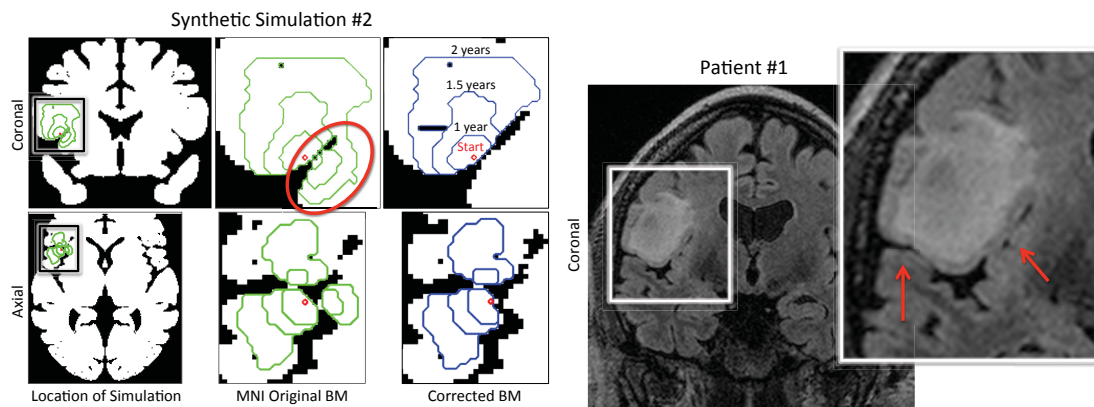 Synthetic Simulation #2
Coronal
2 years
1.5 years
1 year
Start
Axial
Location of Simulation
MNI Original BM
Corrected BM
Patient #1
Coronal